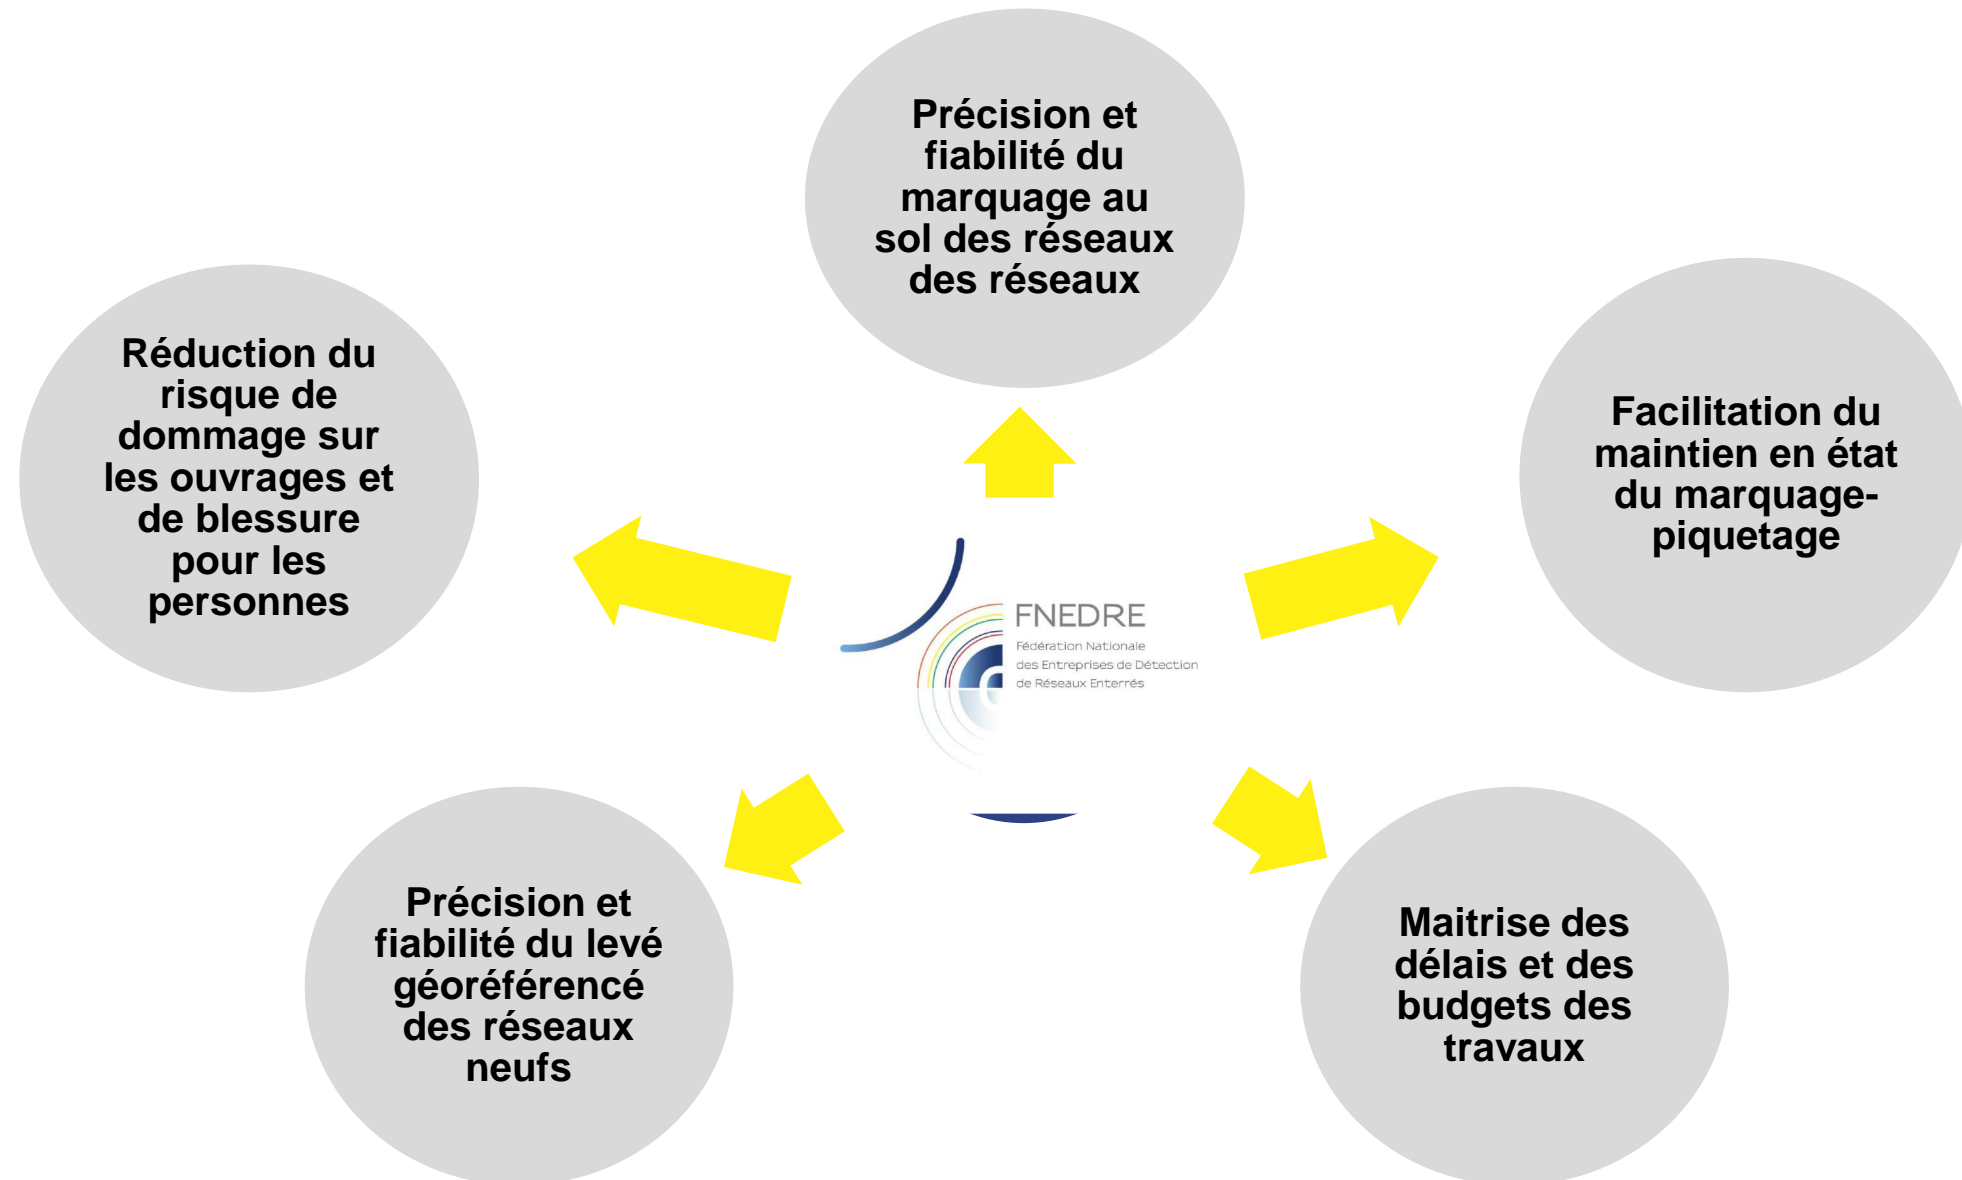 Précision et
fiabilité du
marquage au
sol des réseaux
des réseaux
Réduction du
risque de
dommage sur
les ouvrages et
de blessure
pour les
personnes
Facilitation du
maintien en état
du marquage-
piquetage
FNEDRE
Fédération Nationale
des Entreprises de Détection
de Réseaux Enterrés
Précision et
fiabilité du levé
géoréférencé
des réseaux
neufs
Maitrise des
délais et des
budgets des
travaux